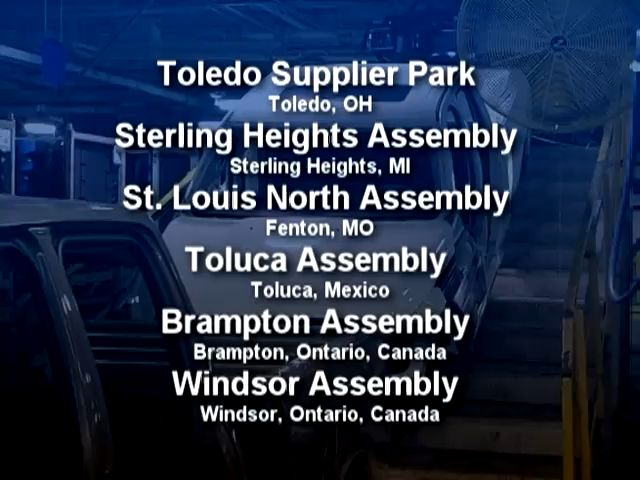 Toledo Supplier Park
Toledo, OH
Sterling Heights Assembly
Sterling Heights, MI
St. Louis North Assembly
Fenton, MO
Toluca Assembly
Toluca, Mexico
Brampton Assembly
Brampton, Ontario, Canada
Windsor Assembly
Windsor, Ontario, Canada